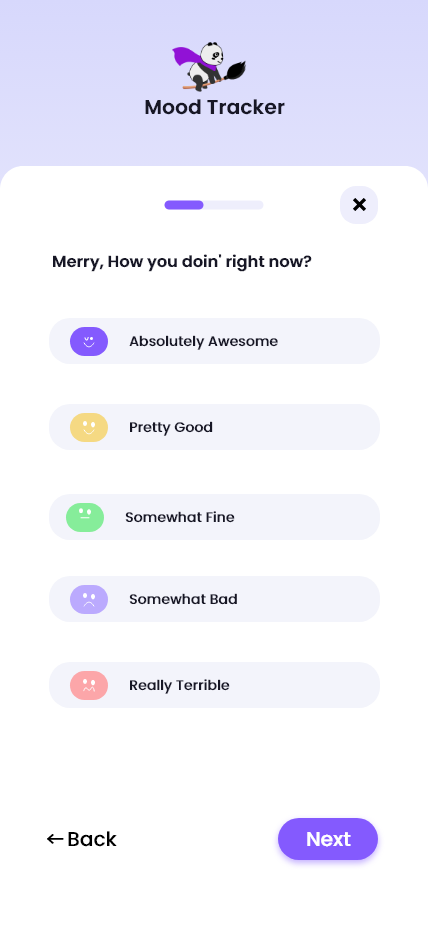 Mood Tracker
Merry, How you doin' right now?
Absolutely Awesome
Pretty Good
Somewhat Fine
Somewhat Bad
Really Terrible
← Back
Next